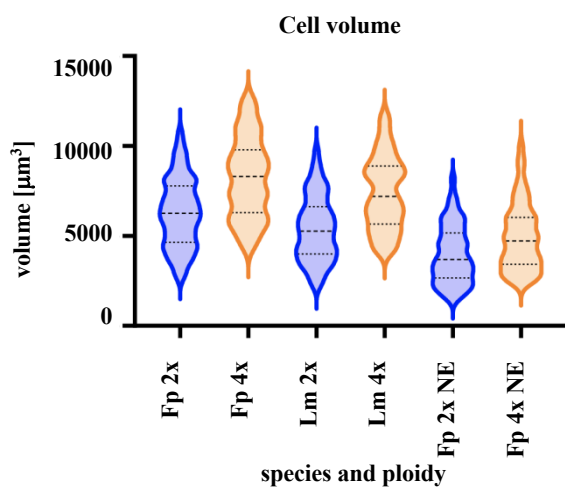 Cell volume
volume [µm³]
15000
10000
5000
0
Fp 2x
Fp 4x
Lm 2x
Lm 4x
Fp 2x NE
Fp 4x NE
species and ploidy